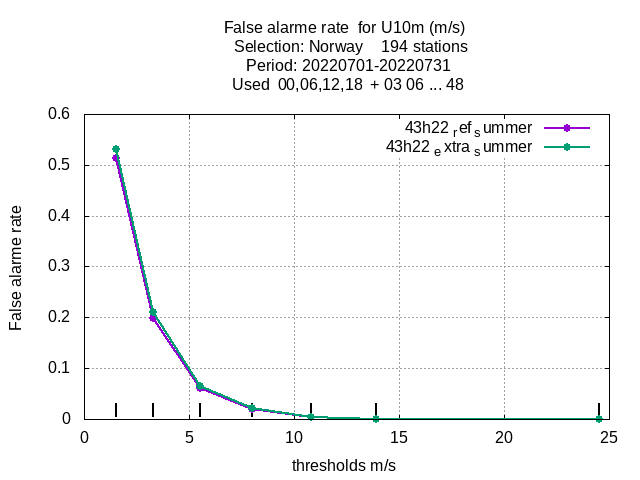 False alarme rate  for U10m (m/s)
Selection: Norway    194 stations
Period: 20220701-20220731
Used  00,06,12,18  + 03 06 ... 48
43h22 ref summer
43h22 extra summer
False alarme rate
0.6
0.5
0.4
0.3
0.2
0.1
0
0 5 10 15 20 25
thresholds m/s